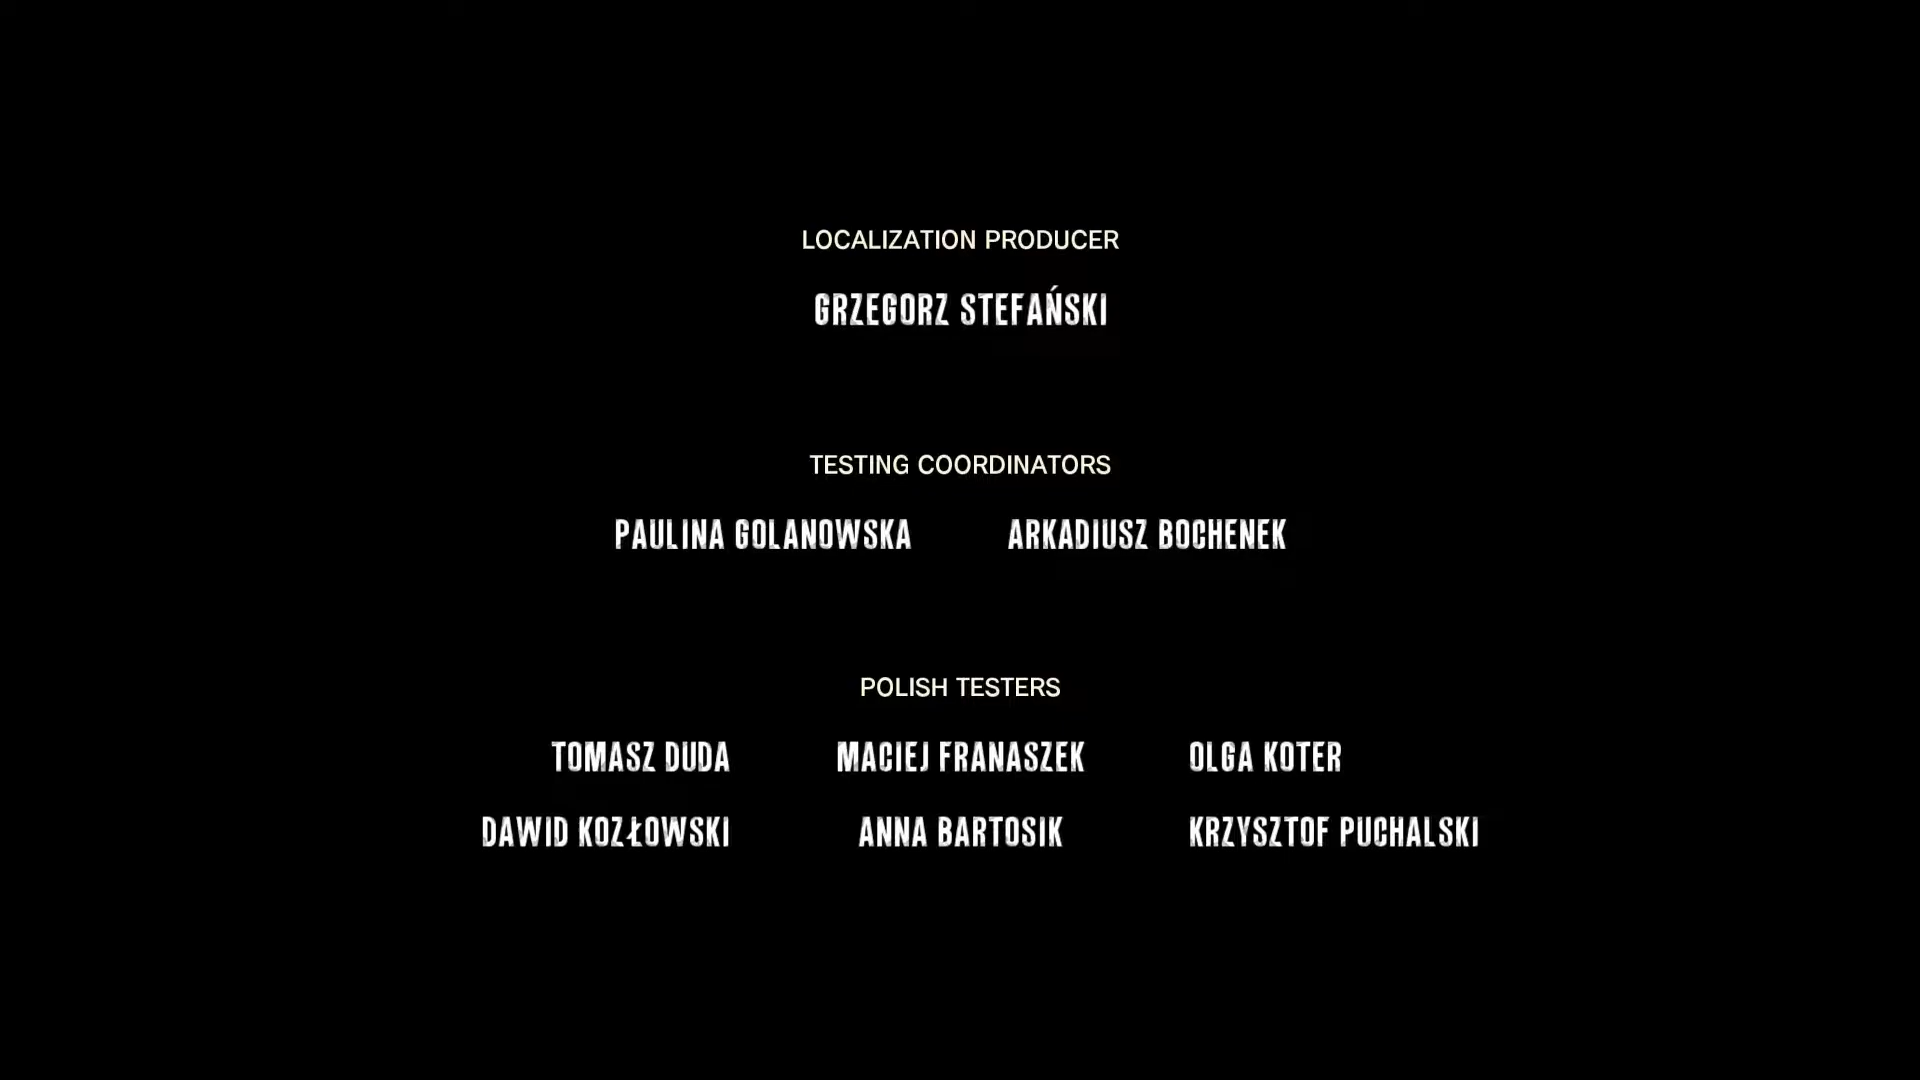 LOCALIZATION PRODUCER
GRZEGORZ STEFAŃSKI
TESTING COORDINATORS
PAULINA GOLANOWSKA ARKADIUSZ BOCHENEK
POLISH TESTERS
TOMASZ DUDA MACIEJ FRANASZEK OLGA KOTER
DAWID KOZŁOWSKI ANNA BARTOSIK KRZYSZTOF PUCHALSKI